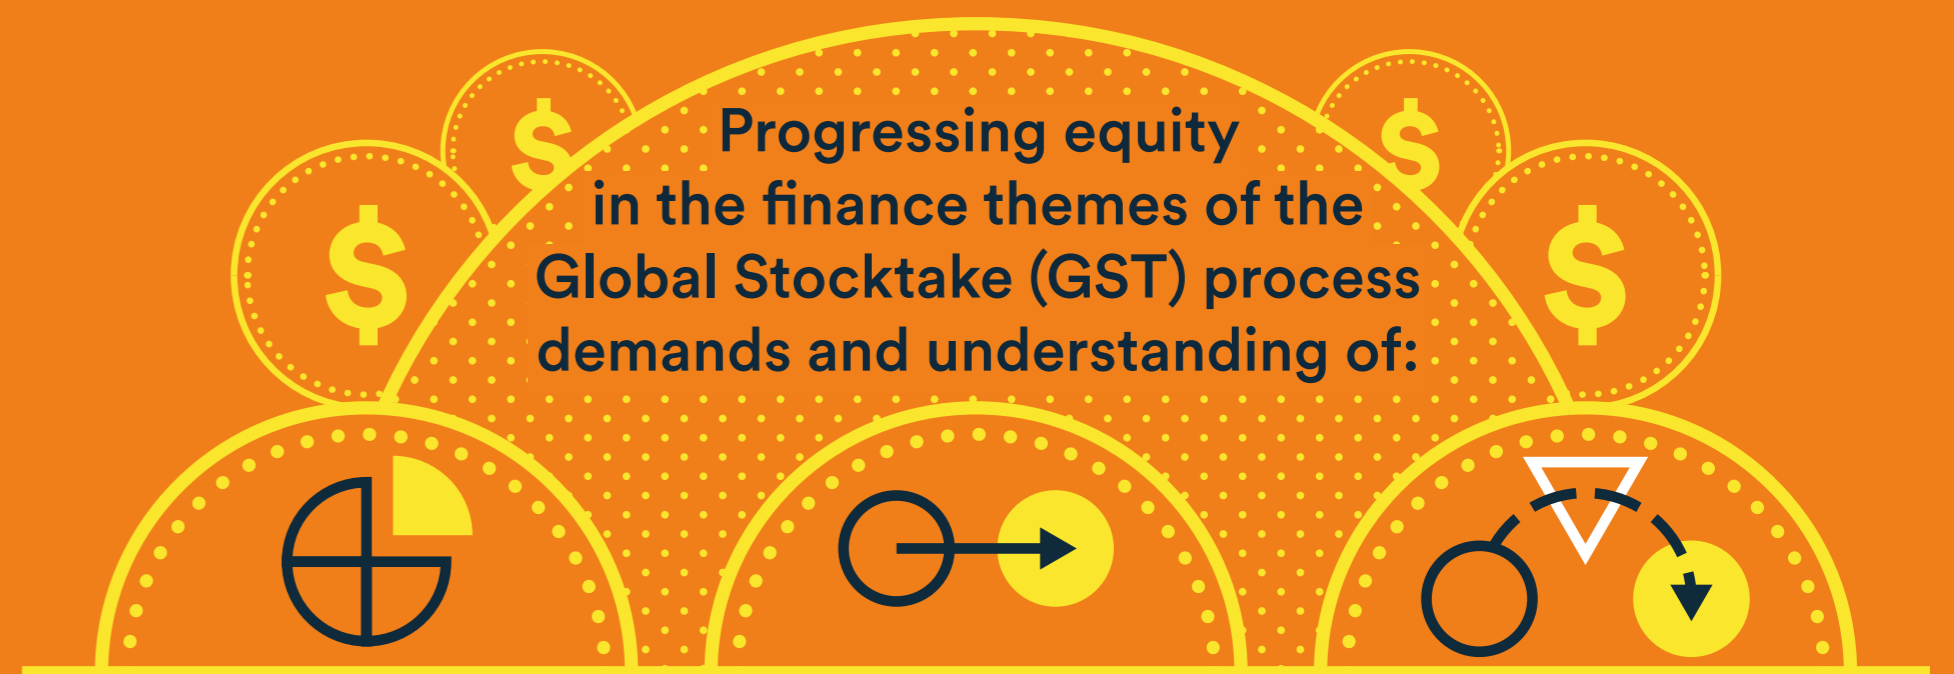 Progressing equity
in the finance themes of the
Global Stocktake (GST) process
demands and understanding of:
$
$
$
$